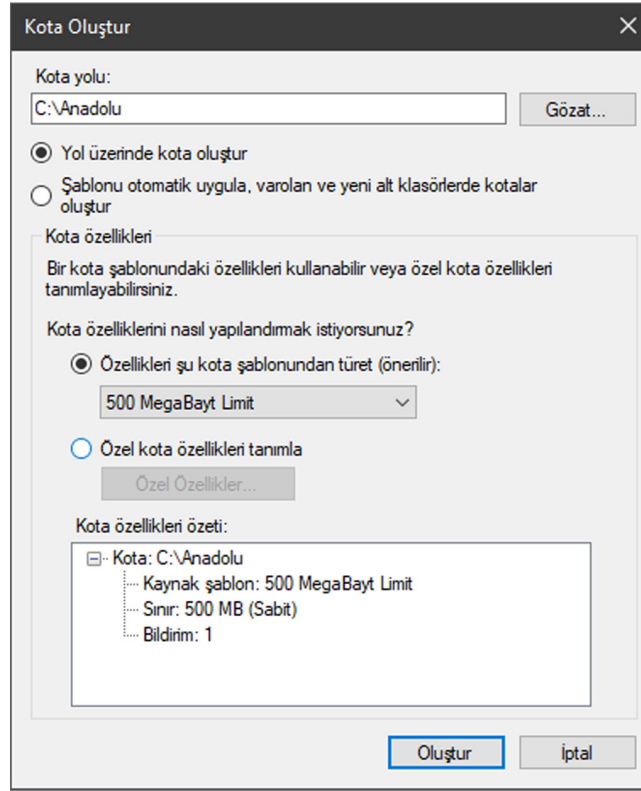 Kota Oluştur
Kota yolu:
C:\Anadolu
Gözat...
Yol üzerinde kota oluştur
Şablonu otomatik uygula, varolan ve yeni alt klasörlerde kotalar
oluştur
Kota özellikleri
Bir kota şablonundaki özellikleri kullanabilir veya özel kota özellikleri
tanımlayabilirsiniz.
Kota özelliklerini nasıl yapılandırmak istiyorsunuz?
Özellikleri şu kota şablonundan türet (önerilir):
500 MegaBayt Limit
Özel kota özellikleri tanımla
Özel Özellikler...
Kota özellikleri özeti:
Kota: C:\Anadolu
Kaynak şablon: 500 MegaBayt Limit
Sınır: 500 MB (Sabit)
Bildirim: 1
Oluştur
İptal